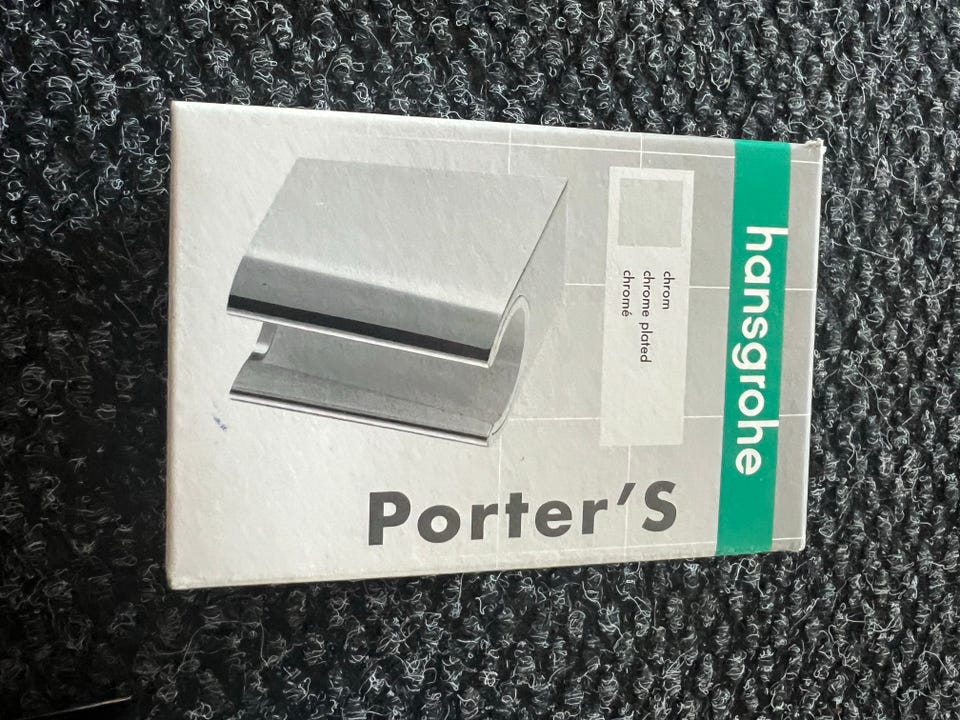 hansgrohe
chrom
chrome plated
chromé
Porter'S